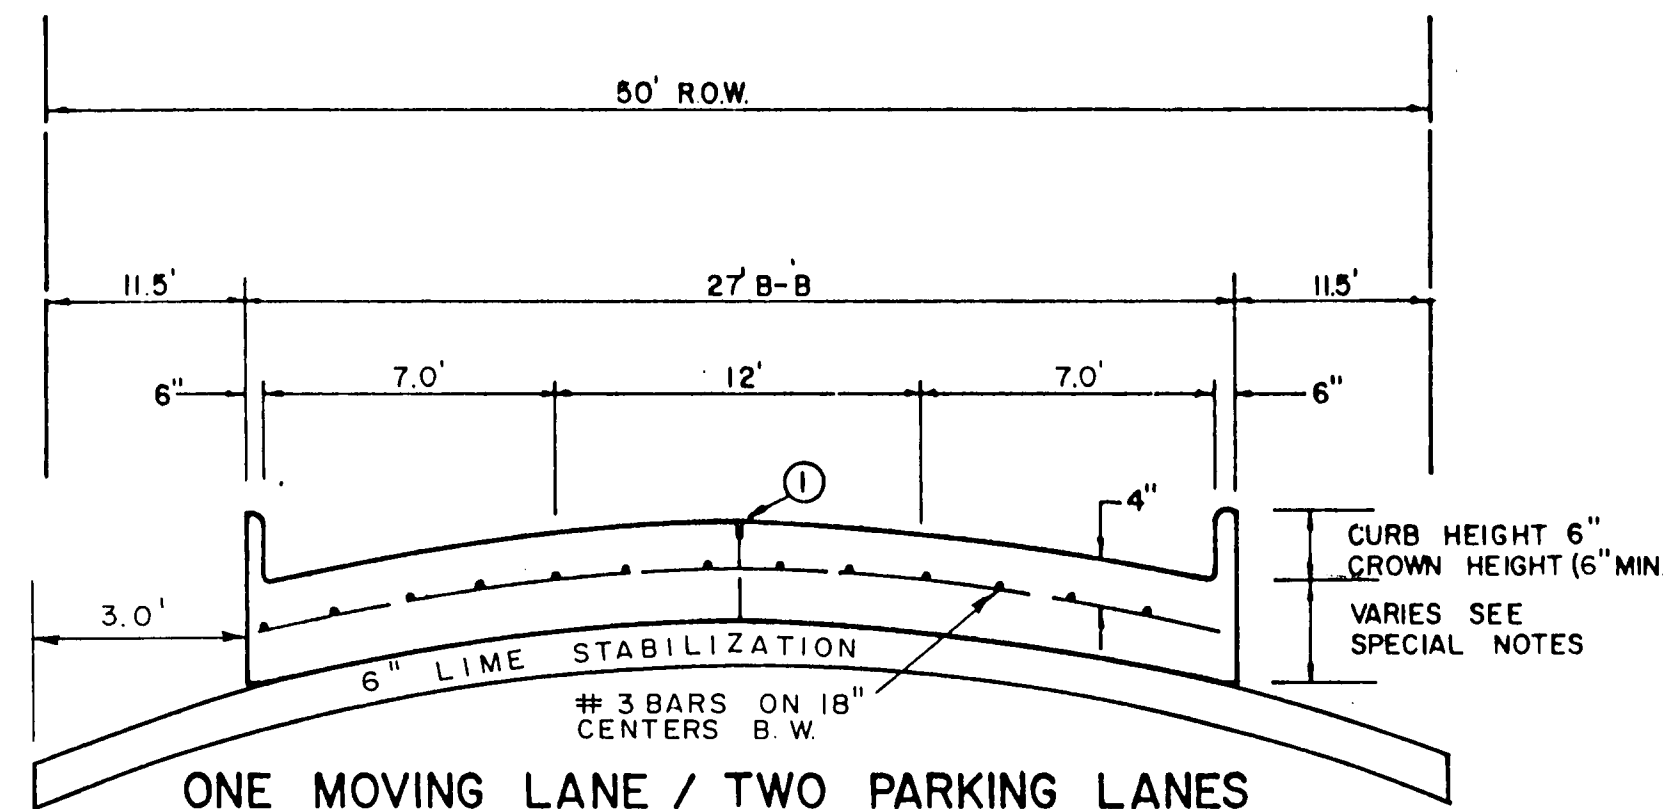 50' R.O.W.
11.5' 27' B-B 11.5'
6" 7.0' 12' 7.0' 6"
1
4"
CURB HEIGHT 6"
CROWN HEIGHT (6" MIN.
3.0'
VARIES SEE
SPECIAL NOTES
6" LIME STABILIZATION
# 3 BARS ON 18"
CENTERS B.W.
ONE MOVING LANE / TWO PARKING LANES